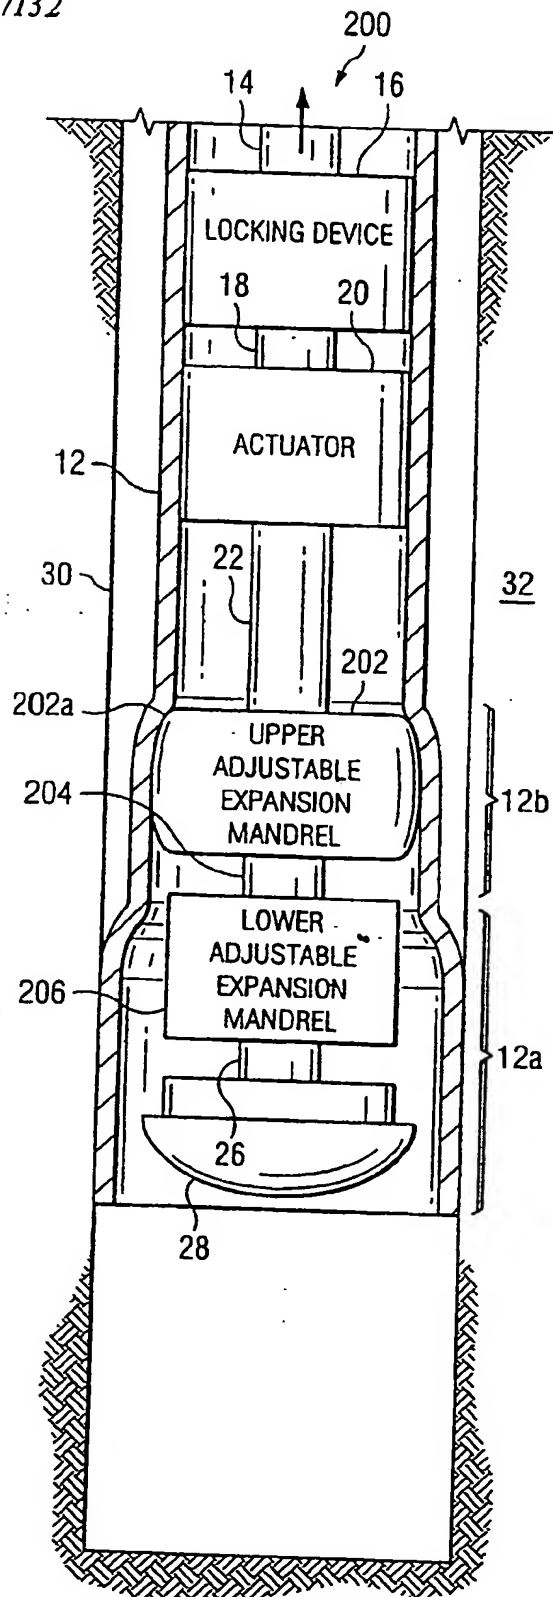 7132
200
14
16
LOCKING DEVICE
18
20
ACTUATOR
12
30
22
32
202
202a
UPPER
ADJUSTABLE
EXPANSION
MANDREL
12b
204
LOWER
ADJUSTABLE
EXPANSION
MANDREL
206
12a
26
28